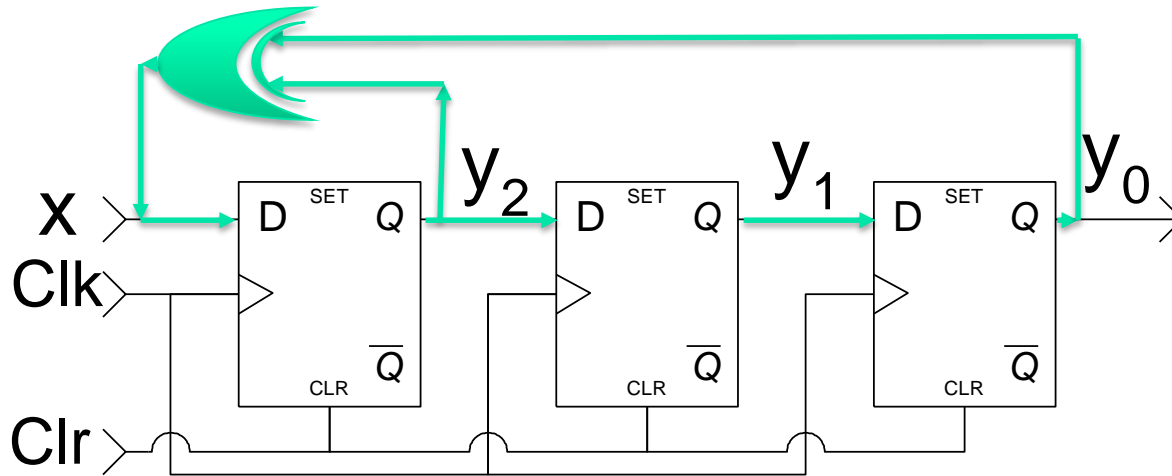 y₂ y₁ y₀
SET SET SET
x D Q D Q D Q
Clk
Q̅ Q̅ Q̅
CLR CLR CLR
Clr